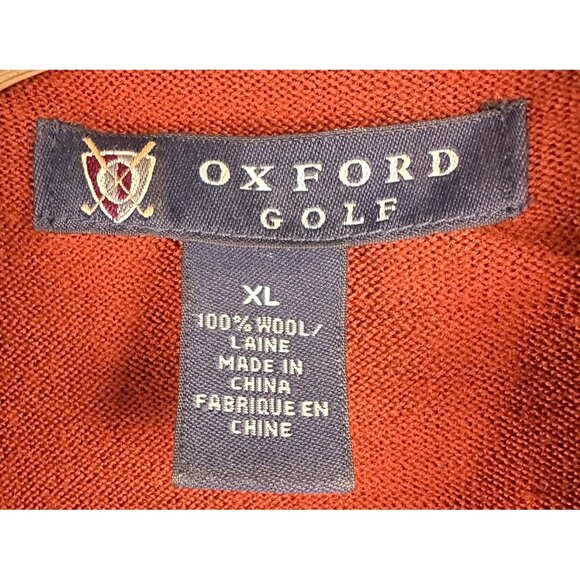 OXFORD
GOLF
XL
100% WOOL/
LAINE
MADE IN
CHINA
FABRIQUE EN
CHINE